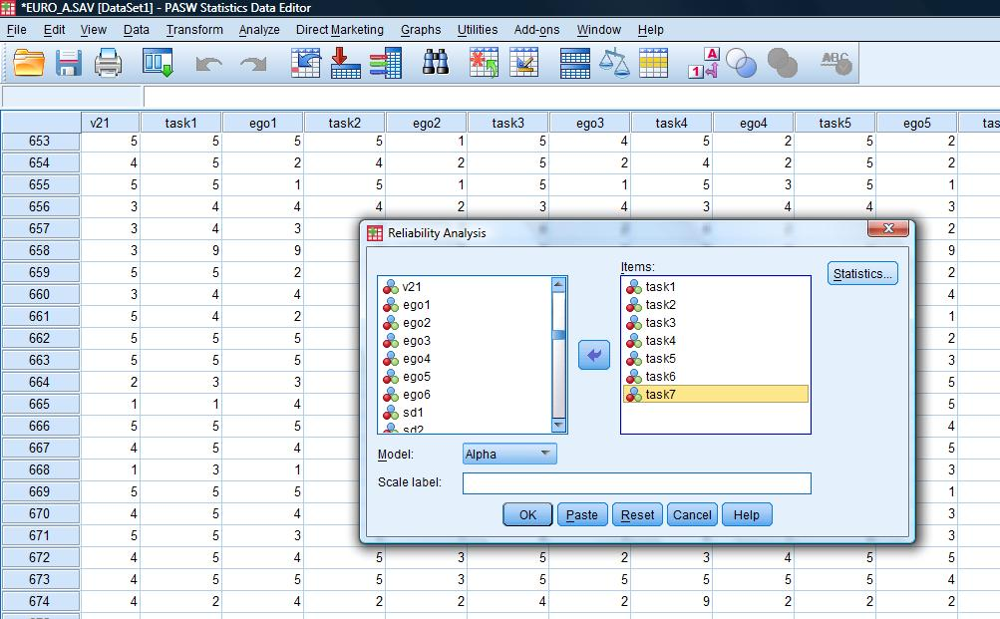 *EURO_A.SAV [DataSet1] - PASW Statistics Data Editor
File Edit View Data Transform Analyze Direct Marketing Graphs Utilities Add-ons Window Help
A 1 ABC
v21 task1 ego1 task2 ego2 task3 ego3 task4 ego4 task5 ego5 tas
653 5 5 5 5 1 5 4 5 2 5 2
654 4 5 2 4 2 5 2 4 2 5 2
655 5 5 1 5 1 5 1 5 3 5 1
656 3 4 4 4 2 3 4 3 4 4 3
657 3 4 3 2
658 3 9 9 9
659 5 5 2 2
660 3 4 4 4
661 5 4 2 1
662 5 5 5 2
663 5 5 5 3
664 2 3 3 5
665 1 1 4 5
666 5 5 5 4
667 4 5 4 5
668 1 3 1 3
669 5 5 5 1
670 4 5 4 3
671 5 5 3 3
672 4 5 4 5 3 5 2 3 4 5 4
673 4 5 5 5 5 5 5 5 5 5 4
674 4 2 4 2 2 4 2 9 2 2 2
Reliability Analysis
Items:
Statistics...
v21
ego1
ego2
ego3
ego4
ego5
ego6
sd1
sd2
task1
task2
task3
task4
task5
task6
task7
Model: Alpha
Scale label:
OK Paste Reset Cancel Help